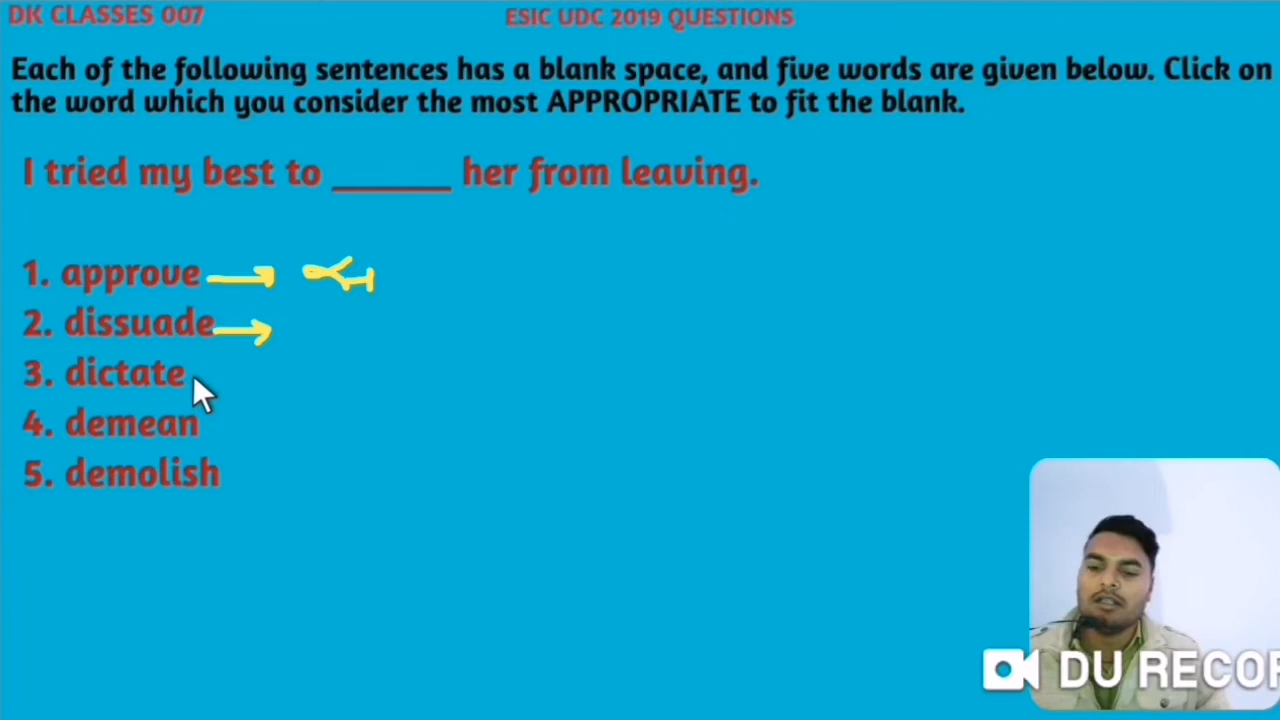 DK CLASSES 007
ESIC UDC 2019 QUESTIONS
Each of the following sentences has a blank space, and five words are given below. Click on
the word which you consider the most APPROPRIATE to fit the blank.
I tried my best to ______ her from leaving.
1. approve
2. dissuade
3. dictate
4. demean
5. demolish
DU RECOR